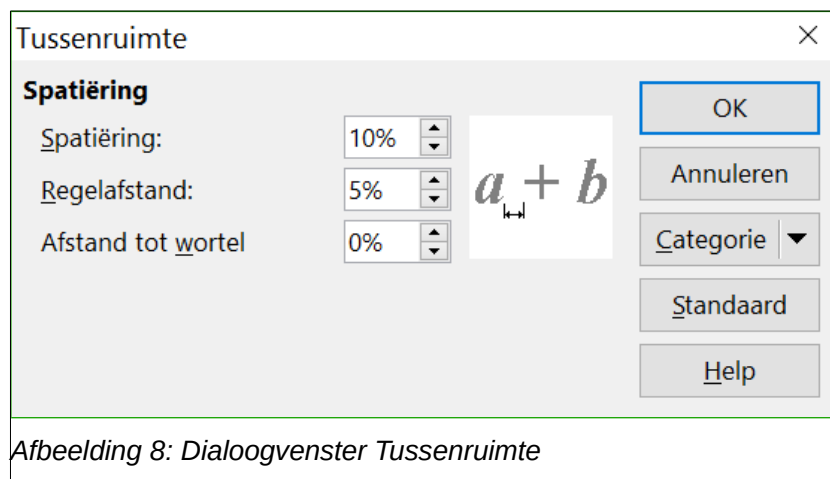 Tussenruimte
Spatiëring
Spatiëring: 10%
Regelafstand: 5%
Afstand tot wortel 0%
a + b
OK
Annuleren
Categorie
Standaard
Help
Afbeelding 8: Dialoogvenster Tussenruimte